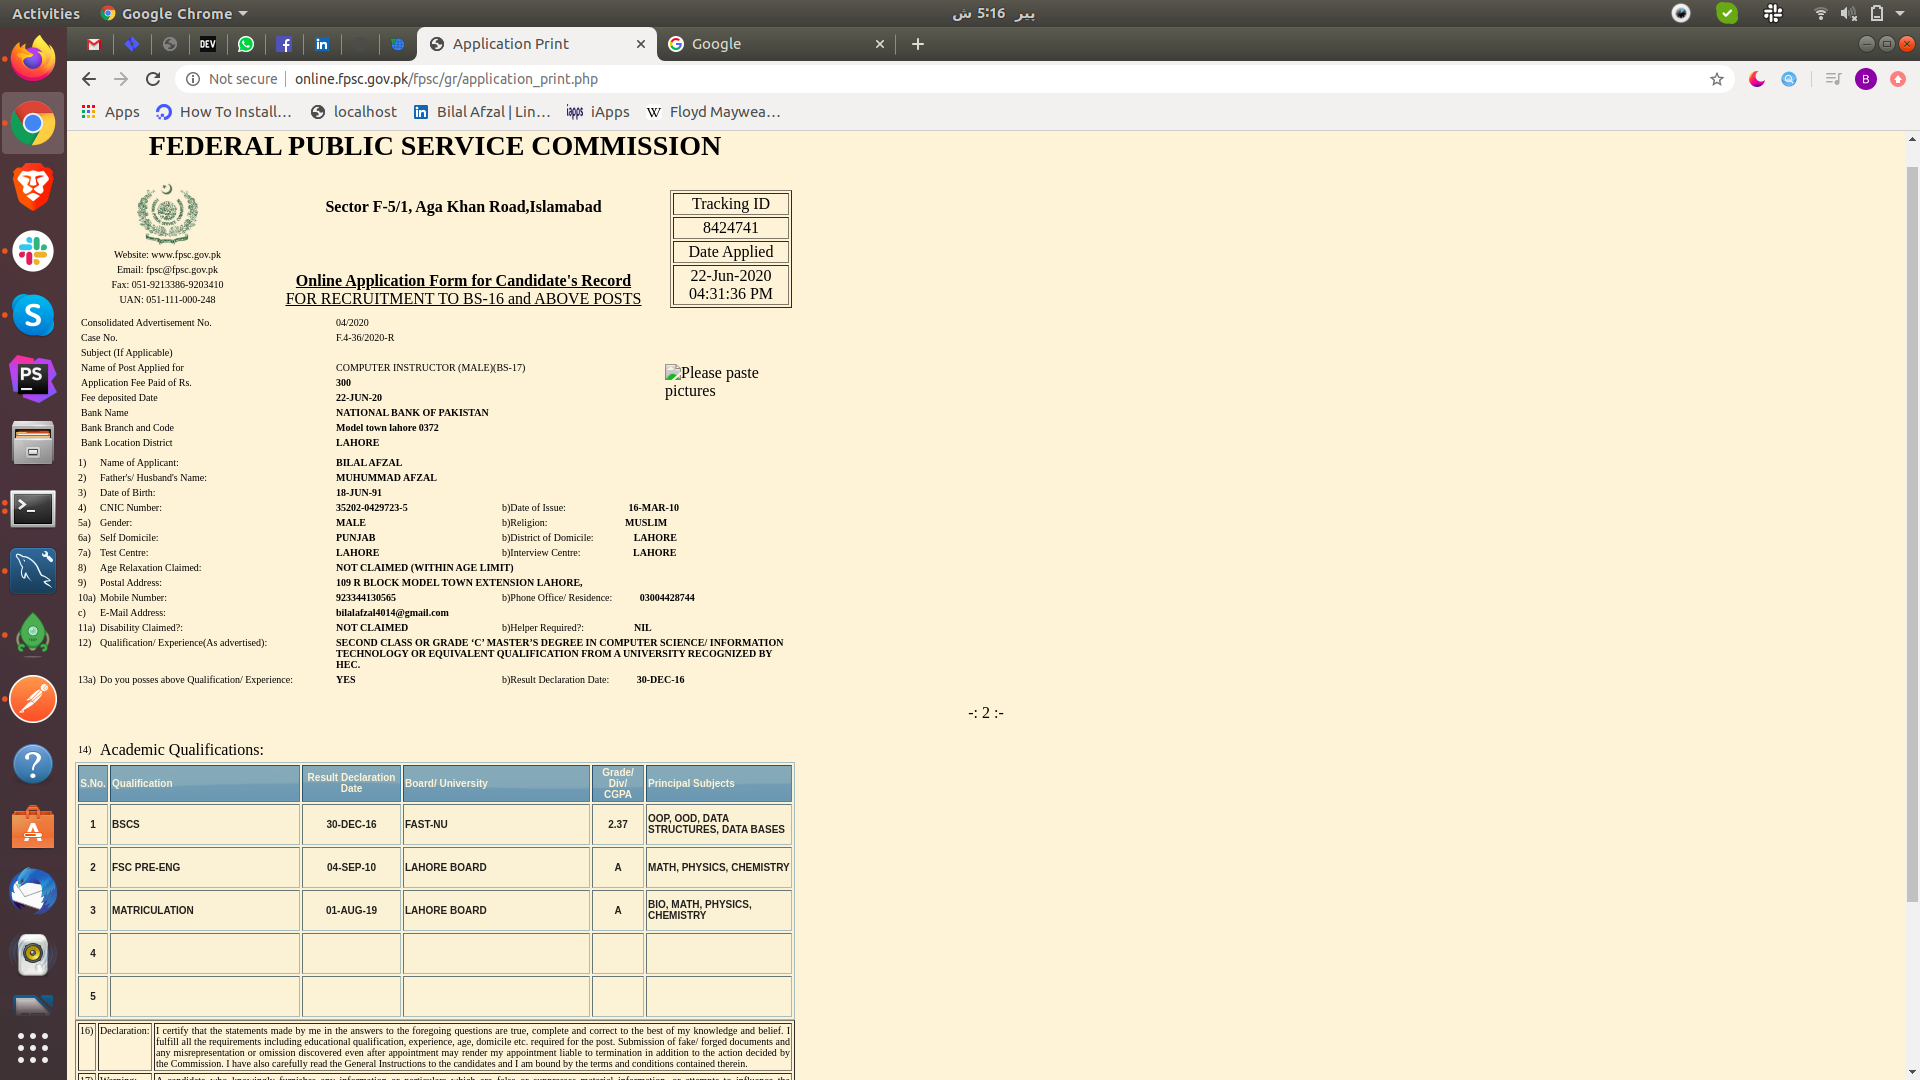 Activities Google Chrome پیر 5:16 ش
Application Print Google
Not secure online.fpsc.gov.pk/fpsc/gr/application_print.php
Apps How To Install... localhost Bilal Afzal | Lin... iApps Floyd Maywea...
FEDERAL PUBLIC SERVICE COMMISSION
Sector F-5/1, Aga Khan Road,Islamabad
Website: www.fpsc.gov.pk
Email: fpsc@fpsc.gov.pk
Fax: 051-9213386-9203410
UAN: 051-111-000-248
Online Application Form for Candidate's Record
FOR RECRUITMENT TO BS-16 and ABOVE POSTS
Tracking ID
8424741
Date Applied
22-Jun-2020
04:31:36 PM
Consolidated Advertisement No. 04/2020
Case No. F.4-36/2020-R
Subject (If Applicable)
Name of Post Applied for COMPUTER INSTRUCTOR (MALE)(BS-17)
Application Fee Paid of Rs. 300
Fee deposited Date 22-JUN-20
Bank Name NATIONAL BANK OF PAKISTAN
Bank Branch and Code Model town lahore 0372
Bank Location District LAHORE
Please paste
pictures
1) Name of Applicant: BILAL AFZAL
2) Father's/ Husband's Name: MUHUMMAD AFZAL
3) Date of Birth: 18-JUN-91
4) CNIC Number: 35202-0429723-5 b)Date of Issue: 16-MAR-10
5a) Gender: MALE b)Religion: MUSLIM
6a) Self Domicile: PUNJAB b)District of Domicile: LAHORE
7a) Test Centre: LAHORE b)Interview Centre: LAHORE
8) Age Relaxation Claimed: NOT CLAIMED (WITHIN AGE LIMIT)
9) Postal Address: 109 R BLOCK MODEL TOWN EXTENSION LAHORE,
10a) Mobile Number: 923344130565 b)Phone Office/ Residence: 03004428744
c) E-Mail Address: bilalafzal4014@gmail.com
11a) Disability Claimed?: NOT CLAIMED b)Helper Required?: NIL
12) Qualification/ Experience(As advertised): SECOND CLASS OR GRADE ‘C’ MASTER’S DEGREE IN COMPUTER SCIENCE/ INFORMATION
TECHNOLOGY OR EQUIVALENT QUALIFICATION FROM A UNIVERSITY RECOGNIZED BY
HEC.
13a) Do you posses above Qualification/ Experience: YES b)Result Declaration Date: 30-DEC-16
-: 2 :-
14) Academic Qualifications:
S.No. Qualification Result Declaration Date Board/ University Grade/ Div/ CGPA Principal Subjects
1 BSCS 30-DEC-16 FAST-NU 2.37 OOP, OOD, DATA STRUCTURES, DATA BASES
2 FSC PRE-ENG 04-SEP-10 LAHORE BOARD A MATH, PHYSICS, CHEMISTRY
3 MATRICULATION 01-AUG-19 LAHORE BOARD A BIO, MATH, PHYSICS, CHEMISTRY
4
5
16) Declaration: I certify that the statements made by me in the answers to the foregoing questions are true, complete and correct to the best of my knowledge and belief. I
fulfill all the requirements including educational qualification, experience, age, domicile etc. required for the post. Submission of fake/ forged documents and
any misrepresentation or omission discovered even after appointment may render my appointment liable to termination in addition to the action decided by
the Commission. I have also carefully read the General Instructions to the candidates and I am bound by the terms and conditions contained therein.